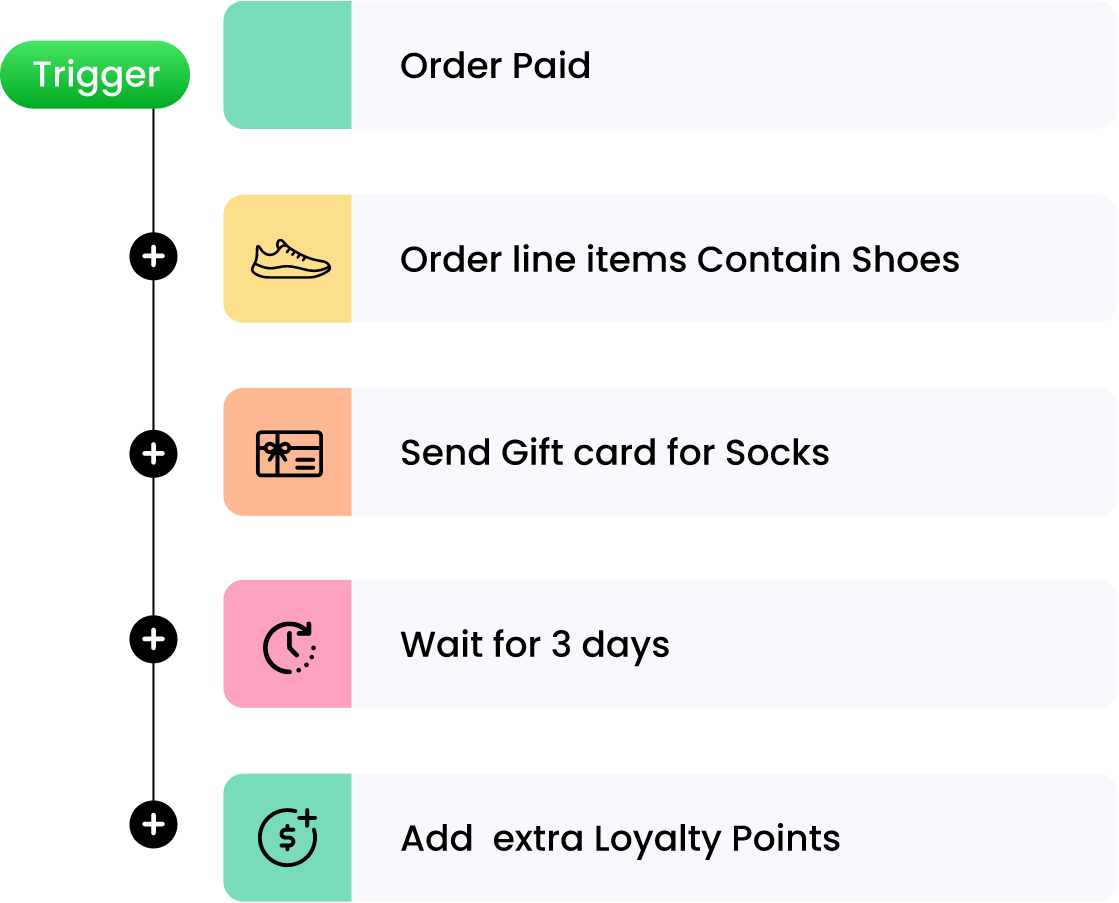 Trigger
Order Paid
Order line items Contain Shoes
Send Gift card for Socks
Wait for 3 days
$
Add  extra Loyalty Points